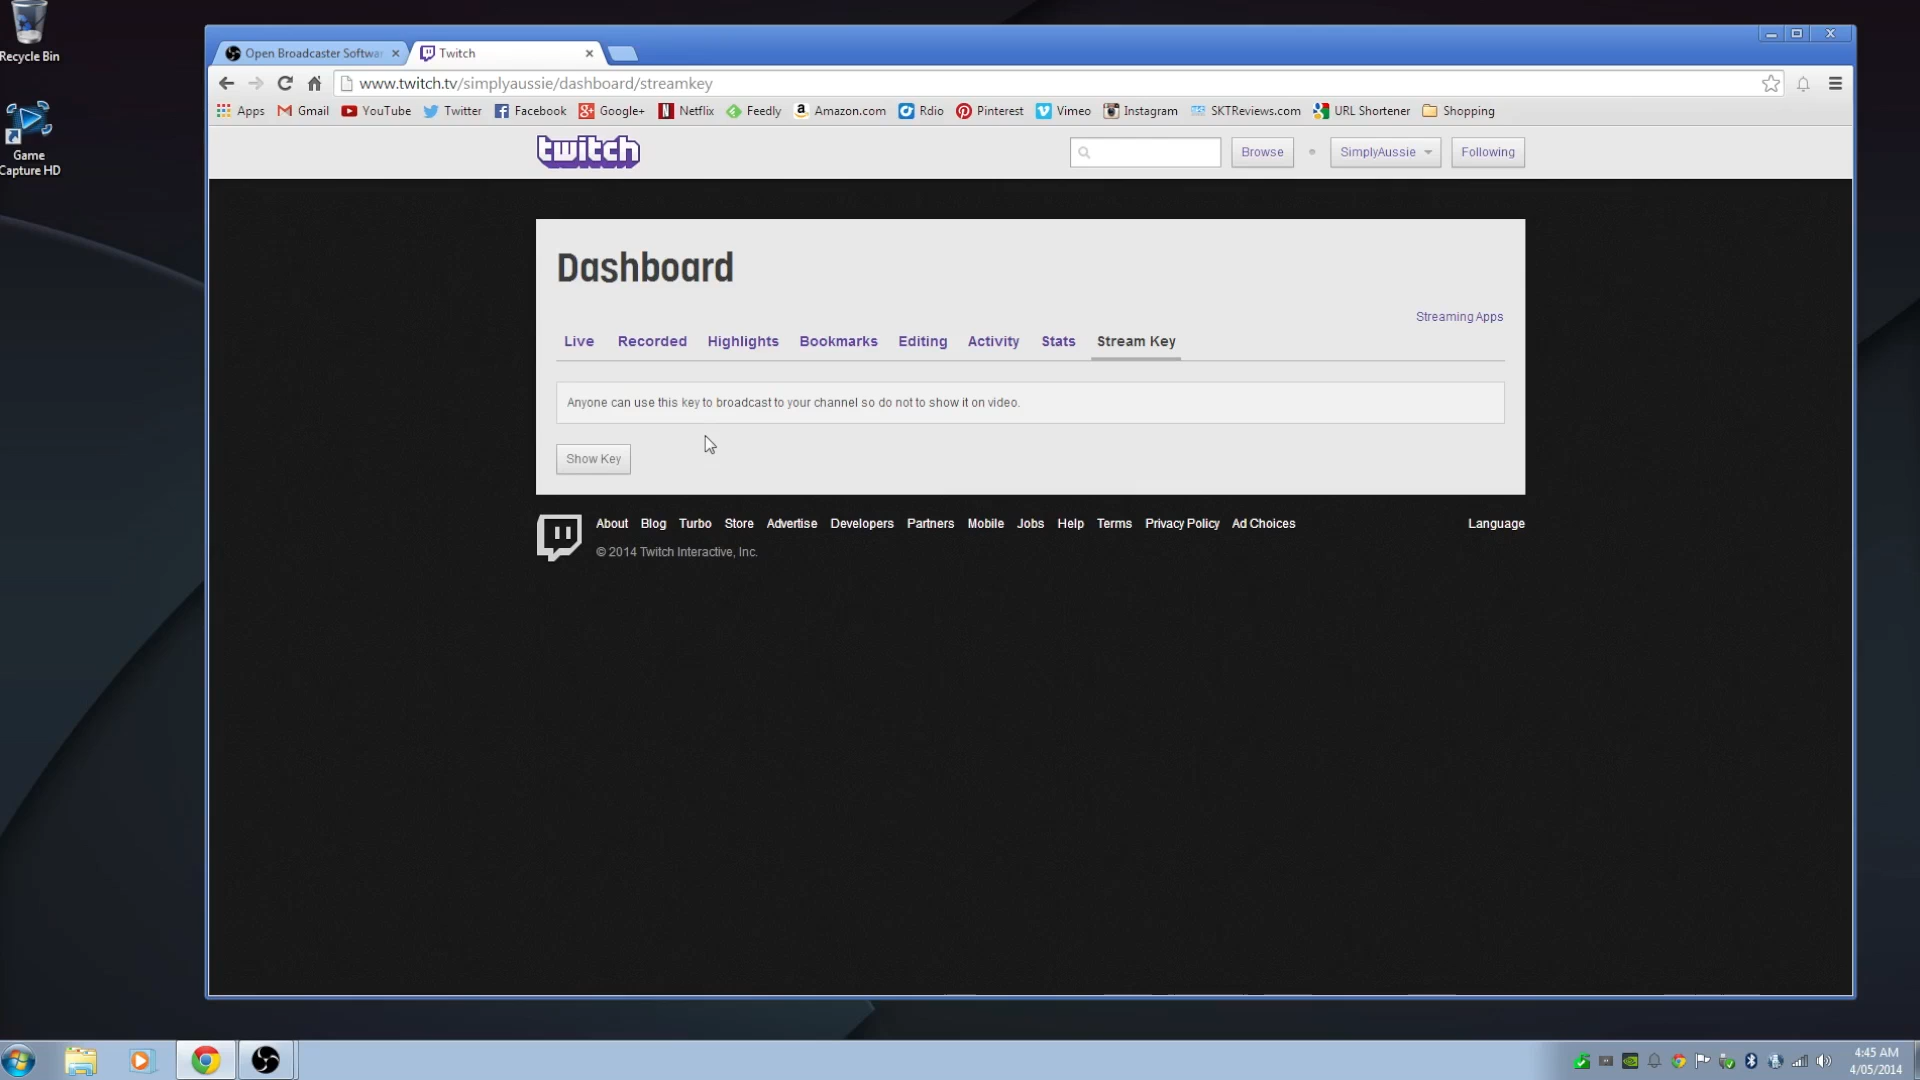 Recycle Bin
Game
Capture HD
Open Broadcaster Softwar
Twitch
www.twitch.tv/simplyaussie/dashboard/streamkey
Apps Gmail YouTube Twitter Facebook Google+ Netflix Feedly Amazon.com Rdio Pinterest Vimeo Instagram SKTReviews.com URL Shortener Shopping
twitch
Browse
SimplyAussie
Following
Dashboard
Streaming Apps
Live Recorded Highlights Bookmarks Editing Activity Stats Stream Key
Anyone can use this key to broadcast to your channel so do not to show it on video.
Show Key
About Blog Turbo Store Advertise Developers Partners Mobile Jobs Help Terms Privacy Policy Ad Choices
Language
© 2014 Twitch Interactive, Inc.
4:45 AM
4/05/2014